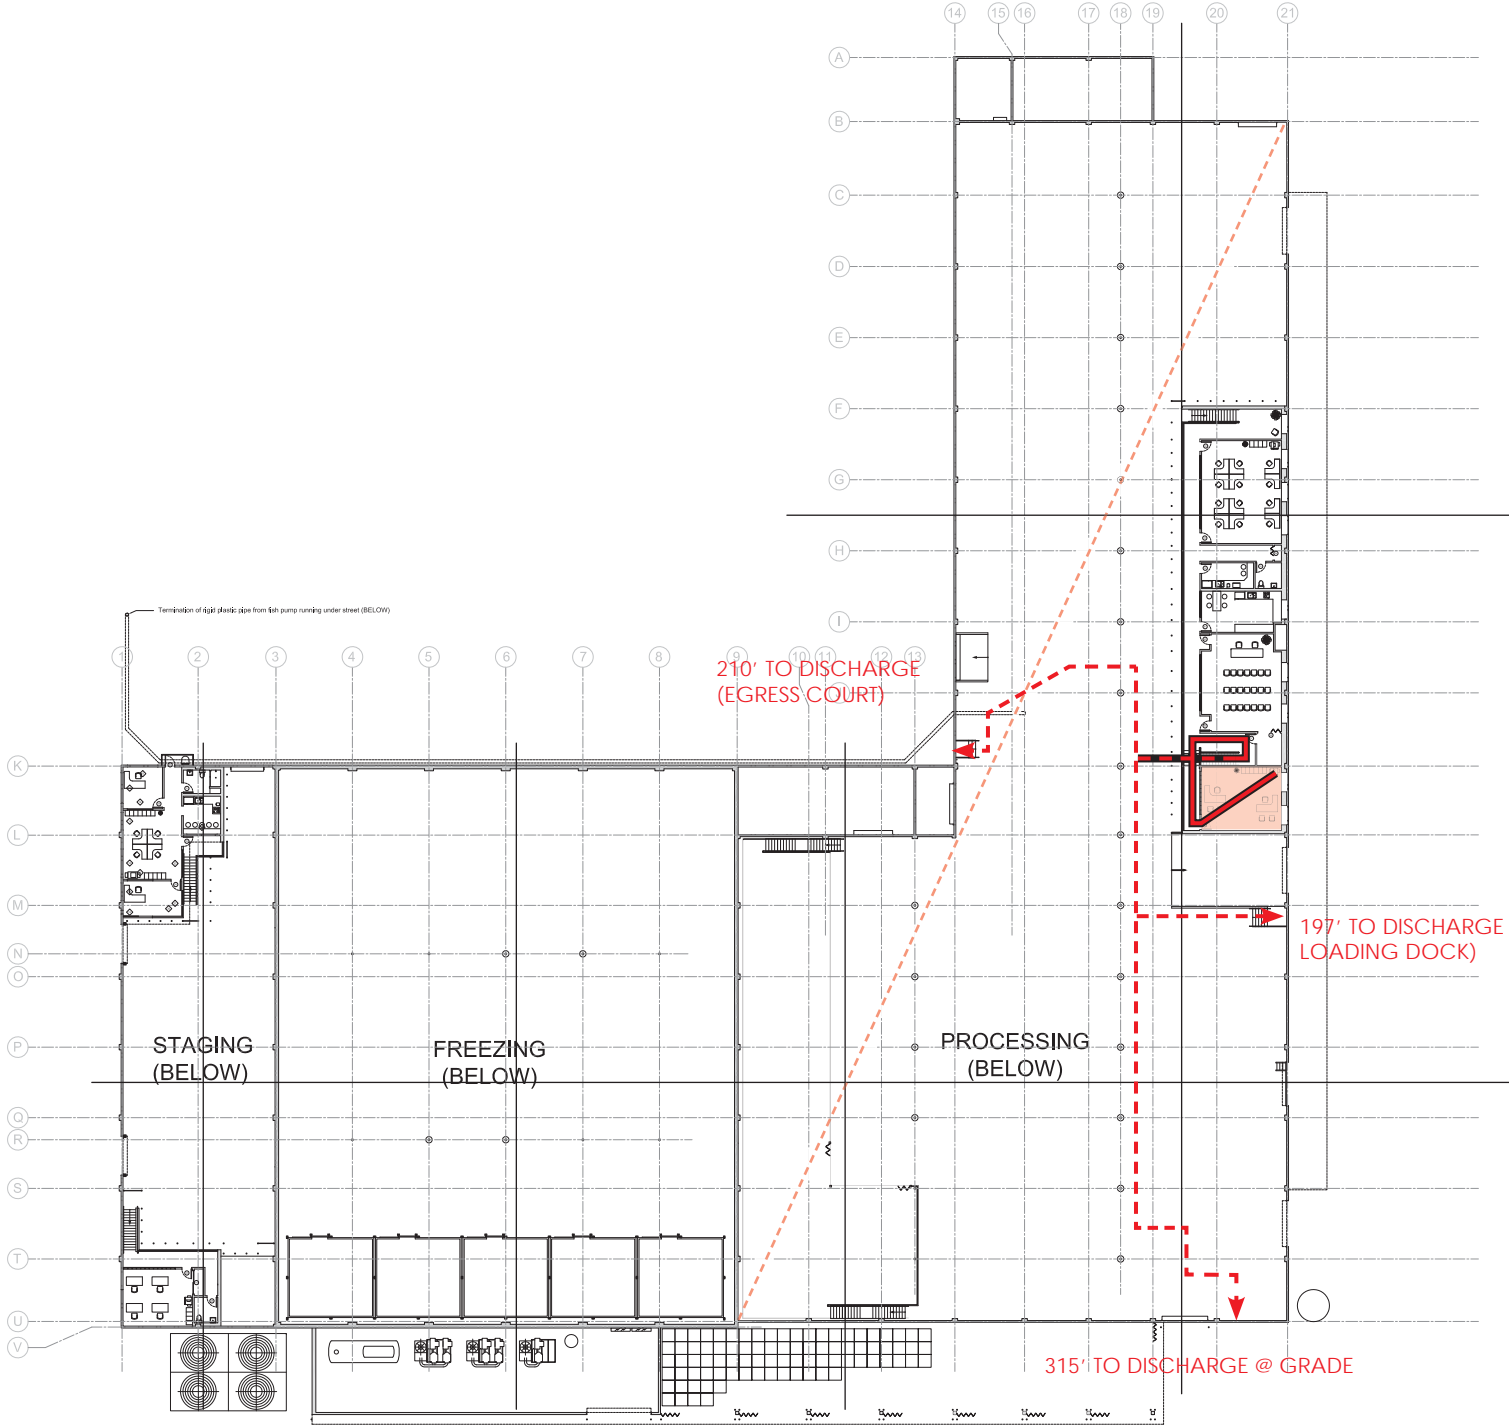 14 15 16 17 18 19 20 21
A
B
C
D
E
F
G
H
I
Termination of rigid plastic pipe from fish pump running under street (BELOW)
1 2 3 4 5 6 7 8 9 10 11 12 13
210' TO DISCHARGE
(EGRESS COURT)
K
L
M
N
O
P
Q
R
S
T
U
V
197' TO DISCHARGE
LOADING DOCK)
STAGING
(BELOW)
FREEZING
(BELOW)
PROCESSING
(BELOW)
315' TO DISCHARGE @ GRADE